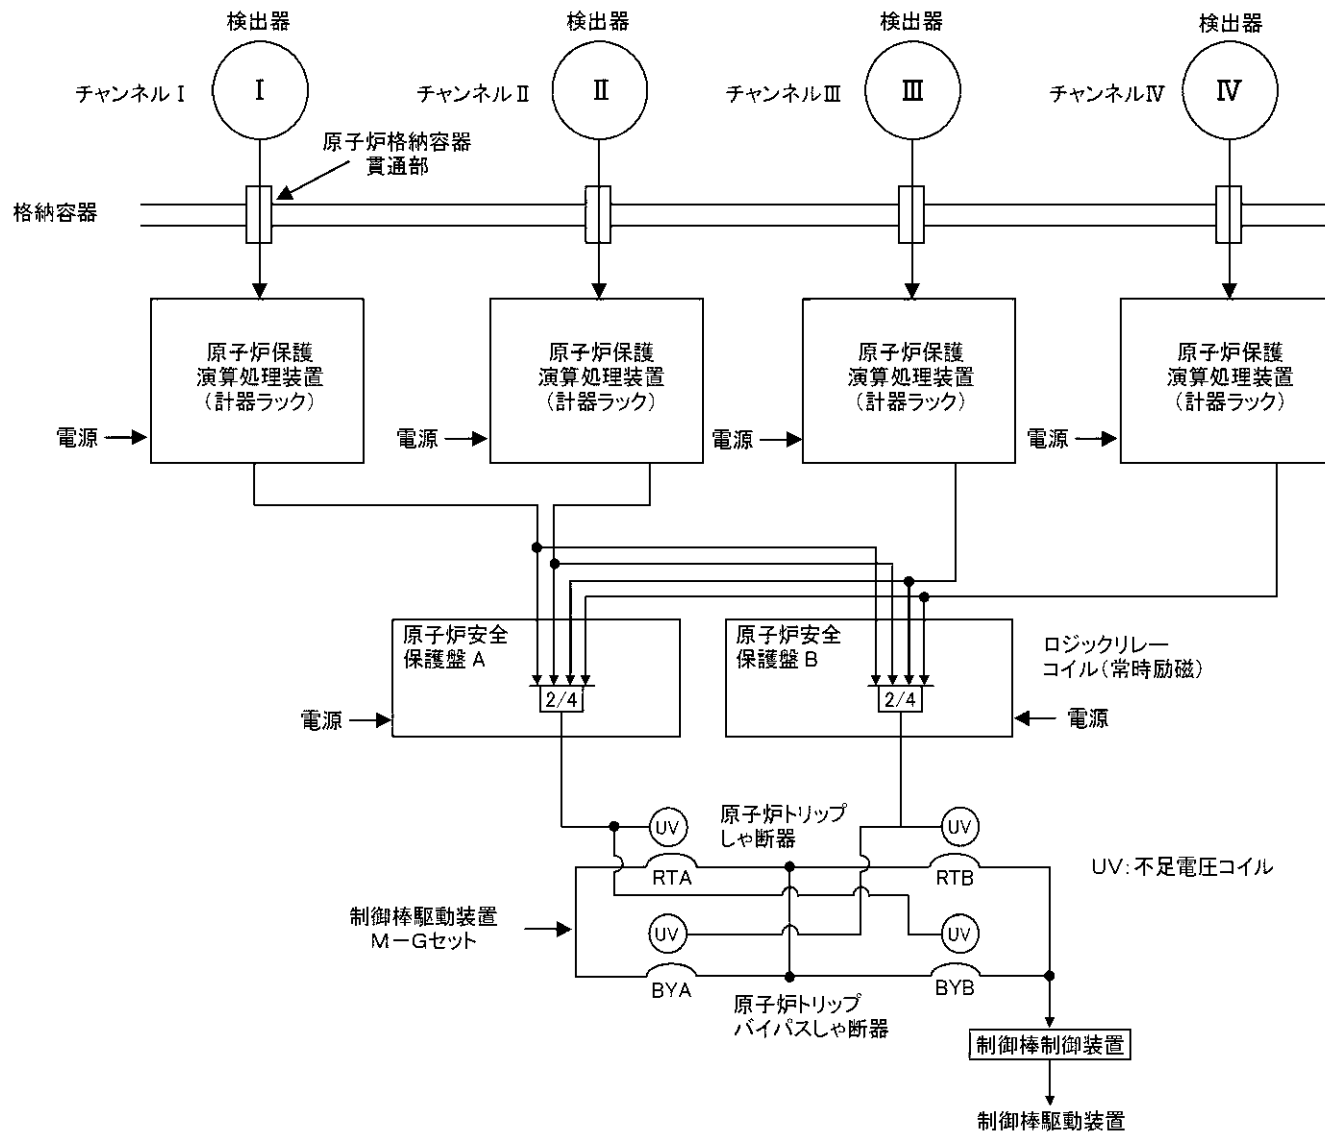 検出器
検出器
検出器
検出器
チャンネルⅠ
Ⅰ
チャンネルⅡ
Ⅱ
チャンネルⅢ
Ⅲ
チャンネルⅣ
Ⅳ
原子炉格納容器
貫通部
格納容器
原子炉保護
演算処理装置
(計器ラック)
原子炉保護
演算処理装置
(計器ラック)
原子炉保護
演算処理装置
(計器ラック)
原子炉保護
演算処理装置
(計器ラック)
電源
電源
電源
電源
原子炉安全
保護盤 A
2/4
原子炉安全
保護盤 B
2/4
ロジックリレー
コイル(常時励磁)
電源
電源
UV
原子炉トリップ
しゃ断器
UV
RTA
RTB
UV:不足電圧コイル
制御棒駆動装置
M-Gセット
UV
UV
BYA
BYB
原子炉トリップ
バイパスしゃ断器
制御棒制御装置
制御棒駆動装置